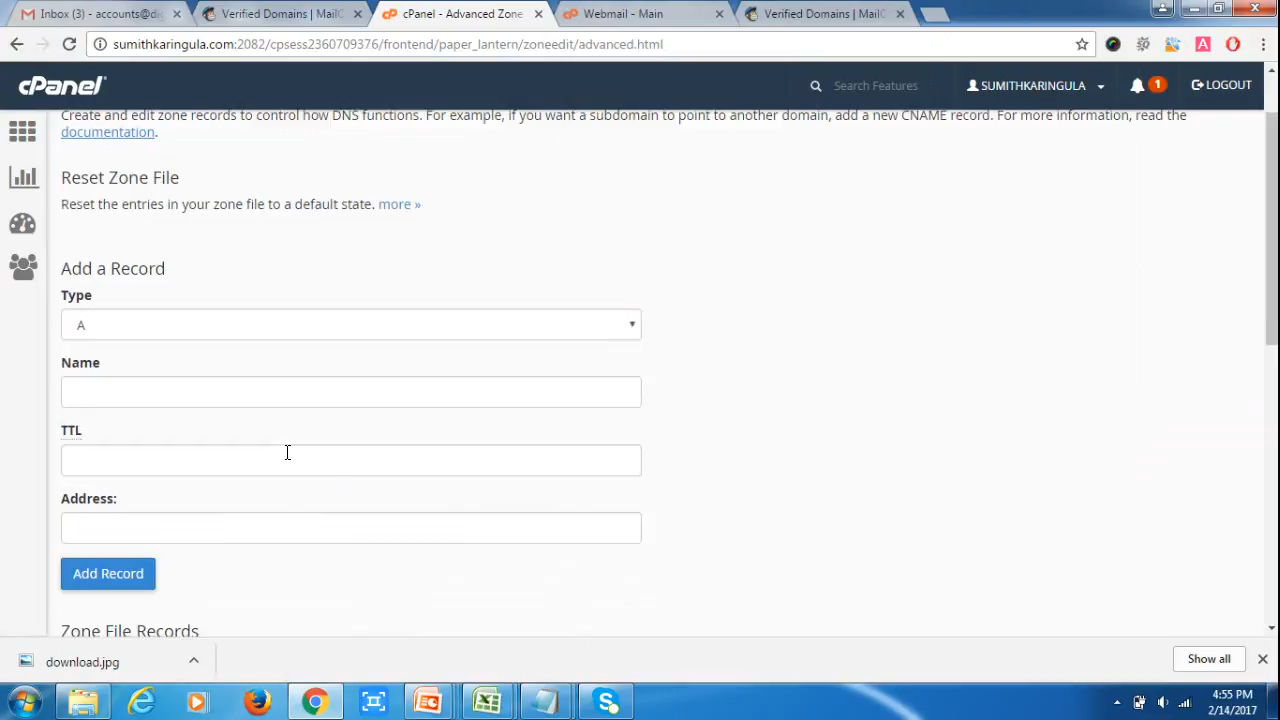 Inbox (3) - accounts@di
Verified Domains | MailC
cPanel - Advanced Zone
Webmail - Main
Verified Domains | MailC
sumithkaringula.com:2082/cpsess2360709376/frontend/paper_tantern/zoneedit/advanced.html
cPanel
Search Features
SUMITHKARINGULA
1
LOGOUT
Create and edit zone records to control how DNS functions. For example, if you want a subdomain to point to another domain, add a new CNAME record. For more information, read the
documentation.
Reset Zone File
Reset the entries in your zone file to a default state. more »
Add a Record
Type
A
Name
TTL
Address:
Add Record
Zone File Records
download.jpg
Show all
4:55 PM
2/14/2017